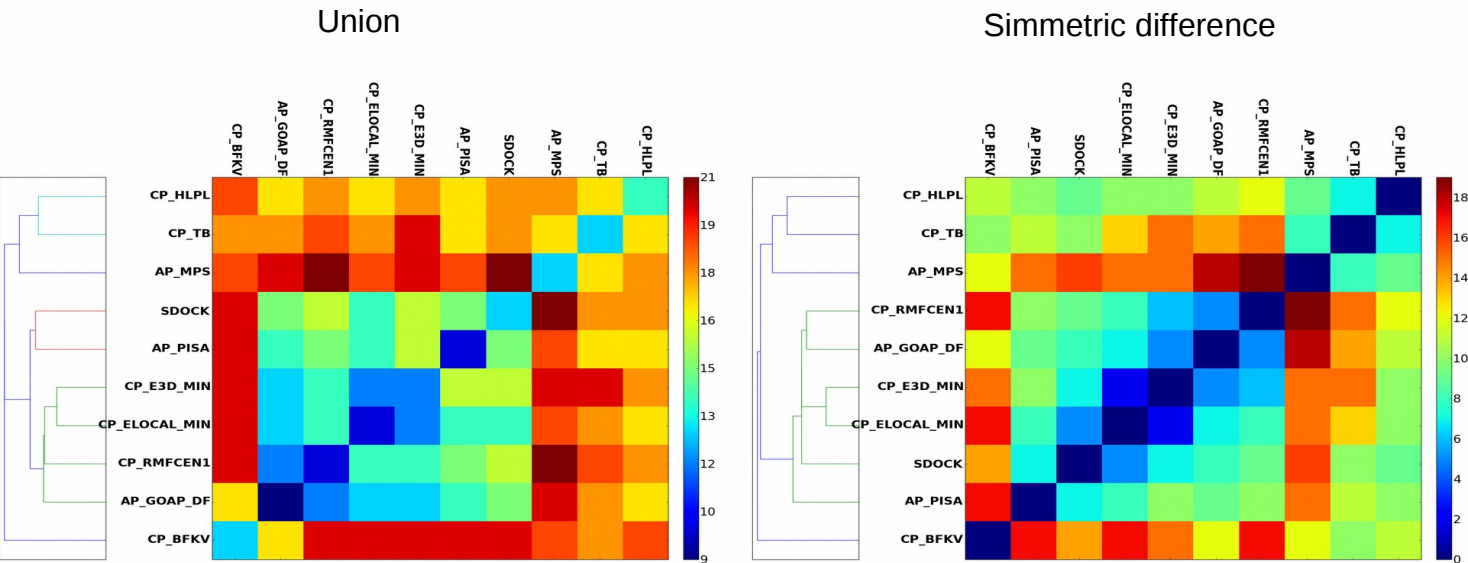 Union
Simmetric difference
CP_BFKV
AP_GOAP_DF
CP_RMFCEN1
CP_ELOCAL_MIN
CP_E3D_MIN
AP_PISA
SDOCK
AP_MPS
CP_TB
CP_HLPL
CP_HLPL
CP_TB
AP_MPS
SDOCK
AP_PISA
CP_E3D_MIN
CP_ELOCAL_MIN
CP_RMFCEN1
AP_GOAP_DF
CP_BFKV
21
19
18
16
15
13
12
10
9
CP_BFKV
AP_PISA
SDOCK
CP_ELOCAL_MIN
CP_E3D_MIN
AP_GOAP_DF
CP_RMFCEN1
AP_MPS
CP_TB
CP_HLPL
CP_HLPL
CP_TB
AP_MPS
CP_RMFCEN1
AP_GOAP_DF
CP_E3D_MIN
CP_ELOCAL_MIN
SDOCK
AP_PISA
CP_BFKV
18
16
14
12
10
8
6
4
2
0